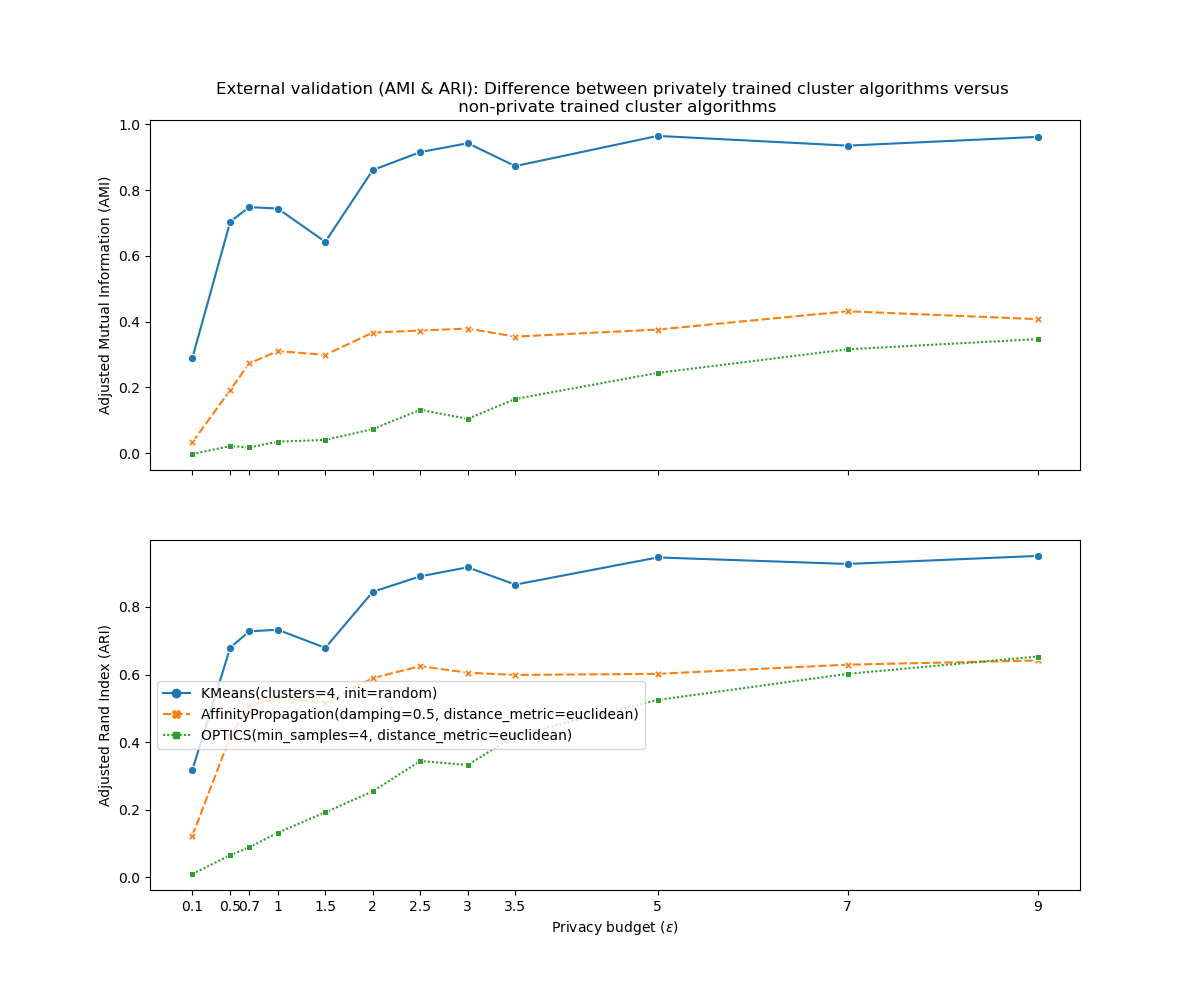 External validation (AMI & ARI): Difference between privately trained cluster algorithms versus
non-private trained cluster algorithms
Adjusted Mutual Information (AMI)
1.0
0.8
0.6
0.4
0.2
0.0
Adjusted Rand Index (ARI)
0.8
0.6
0.4
0.2
0.0
KMeans(clusters=4, init=random)
AffinityPropagation(damping=0.5, distance_metric=euclidean)
OPTICS(min_samples=4, distance_metric=euclidean)
0.1 0.5 0.7 1 1.5 2 2.5 3 3.5 5 7 9
Privacy budget (ε)